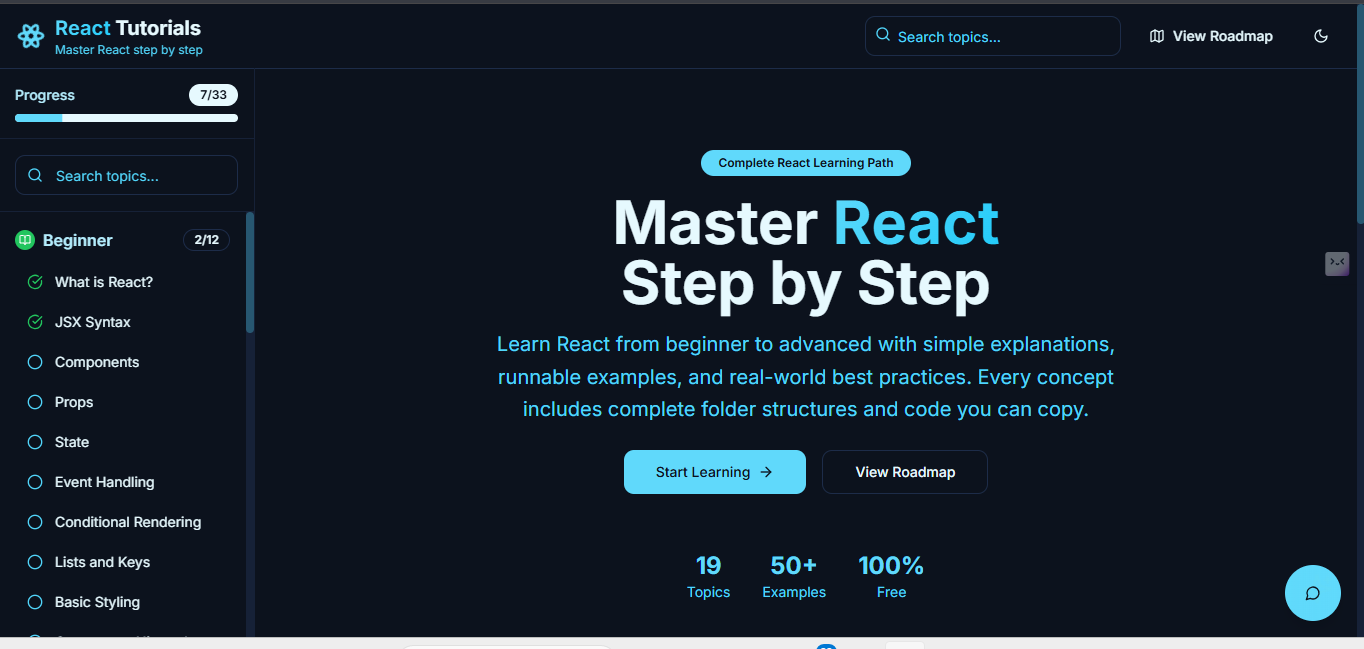 React Tutorials
Master React step by step
Search topics...
View Roadmap
Progress
7/33
Search topics...
Beginner
2/12
What is React?
JSX Syntax
Components
Props
State
Event Handling
Conditional Rendering
Lists and Keys
Basic Styling
Complete React Learning Path
Master React
Step by Step
Learn React from beginner to advanced with simple explanations,
runnable examples, and real-world best practices. Every concept
includes complete folder structures and code you can copy.
Start Learning
View Roadmap
19
Topics
50+
Examples
100%
Free